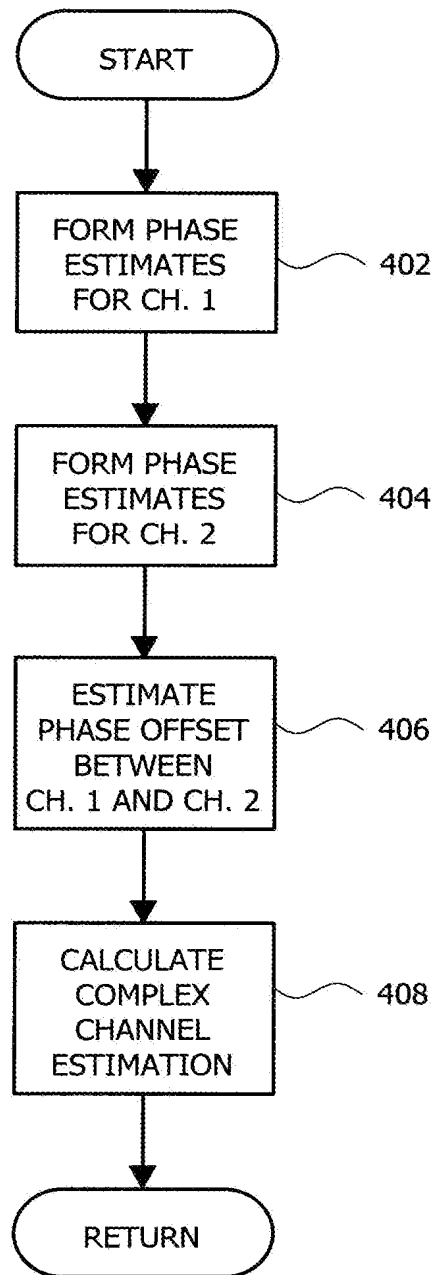 START
FORM PHASE
ESTIMATES
FOR CH. 1
402
FORM PHASE
ESTIMATES
FOR CH. 2
404
ESTIMATE
PHASE OFFSET
BETWEEN
CH. 1 AND CH. 2
406
CALCULATE
COMPLEX
CHANNEL
ESTIMATION
408
RETURN